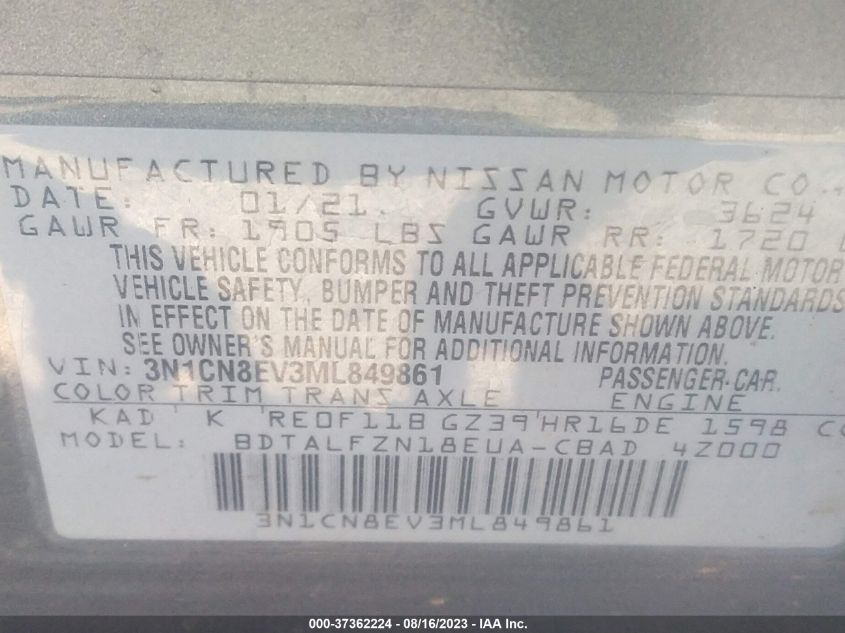 MANUFACTURED BY NISSAN MOTOR CO.,
DATE: 01/21. GVWR: 3624
GAWR FR: 1905 LBS GAWR RR: 1720
THIS VEHICLE CONFORMS TO ALL APPLICABLE FEDERAL MOTOR
VEHICLE SAFETY, BUMPER AND THEFT PREVENTION STANDARDS
IN EFFECT ON THE DATE OF MANUFACTURE SHOWN ABOVE.
SEE OWNER'S MANUAL FOR ADDITIONAL INFORMATION.
VIN: 3N1CN8EV3ML849861 PASSENGER-CAR.
COLOR TRIM TRANS AXLE ENGINE
KAD K RE0F11B GZ39 HR16DE 1598 CC
MODEL: BDTALFZN18EUA-CBAD 4Z000
3N1CN8EV3ML849861
000-37362224 - 08/16/2023 - IAA Inc.